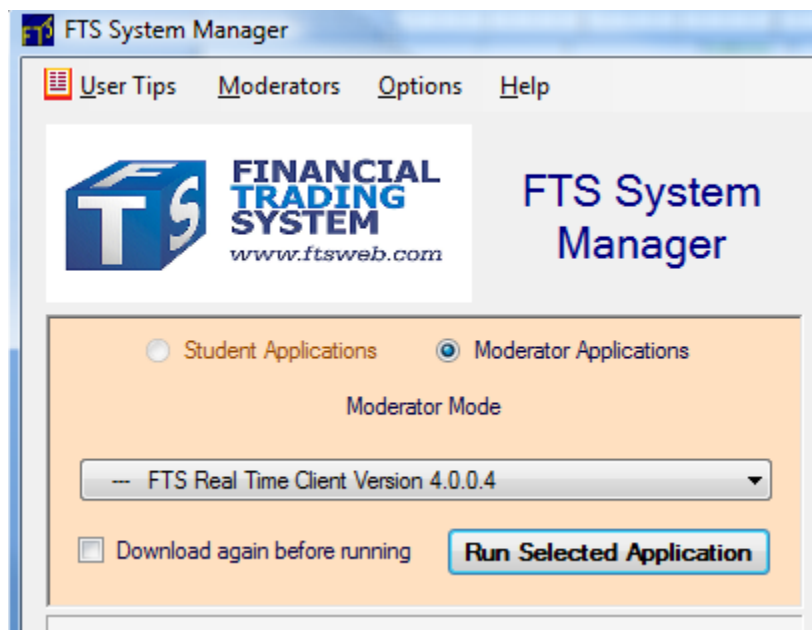 FTS FTS System Manager
User Tips Moderators Options Help
FTS
FINANCIAL
TRADING
SYSTEM
www.ftsweb.com
FTS System
Manager
Student Applications Moderator Applications
Moderator Mode
--- FTS Real Time Client Version 4.0.0.4
Download again before running Run Selected Application